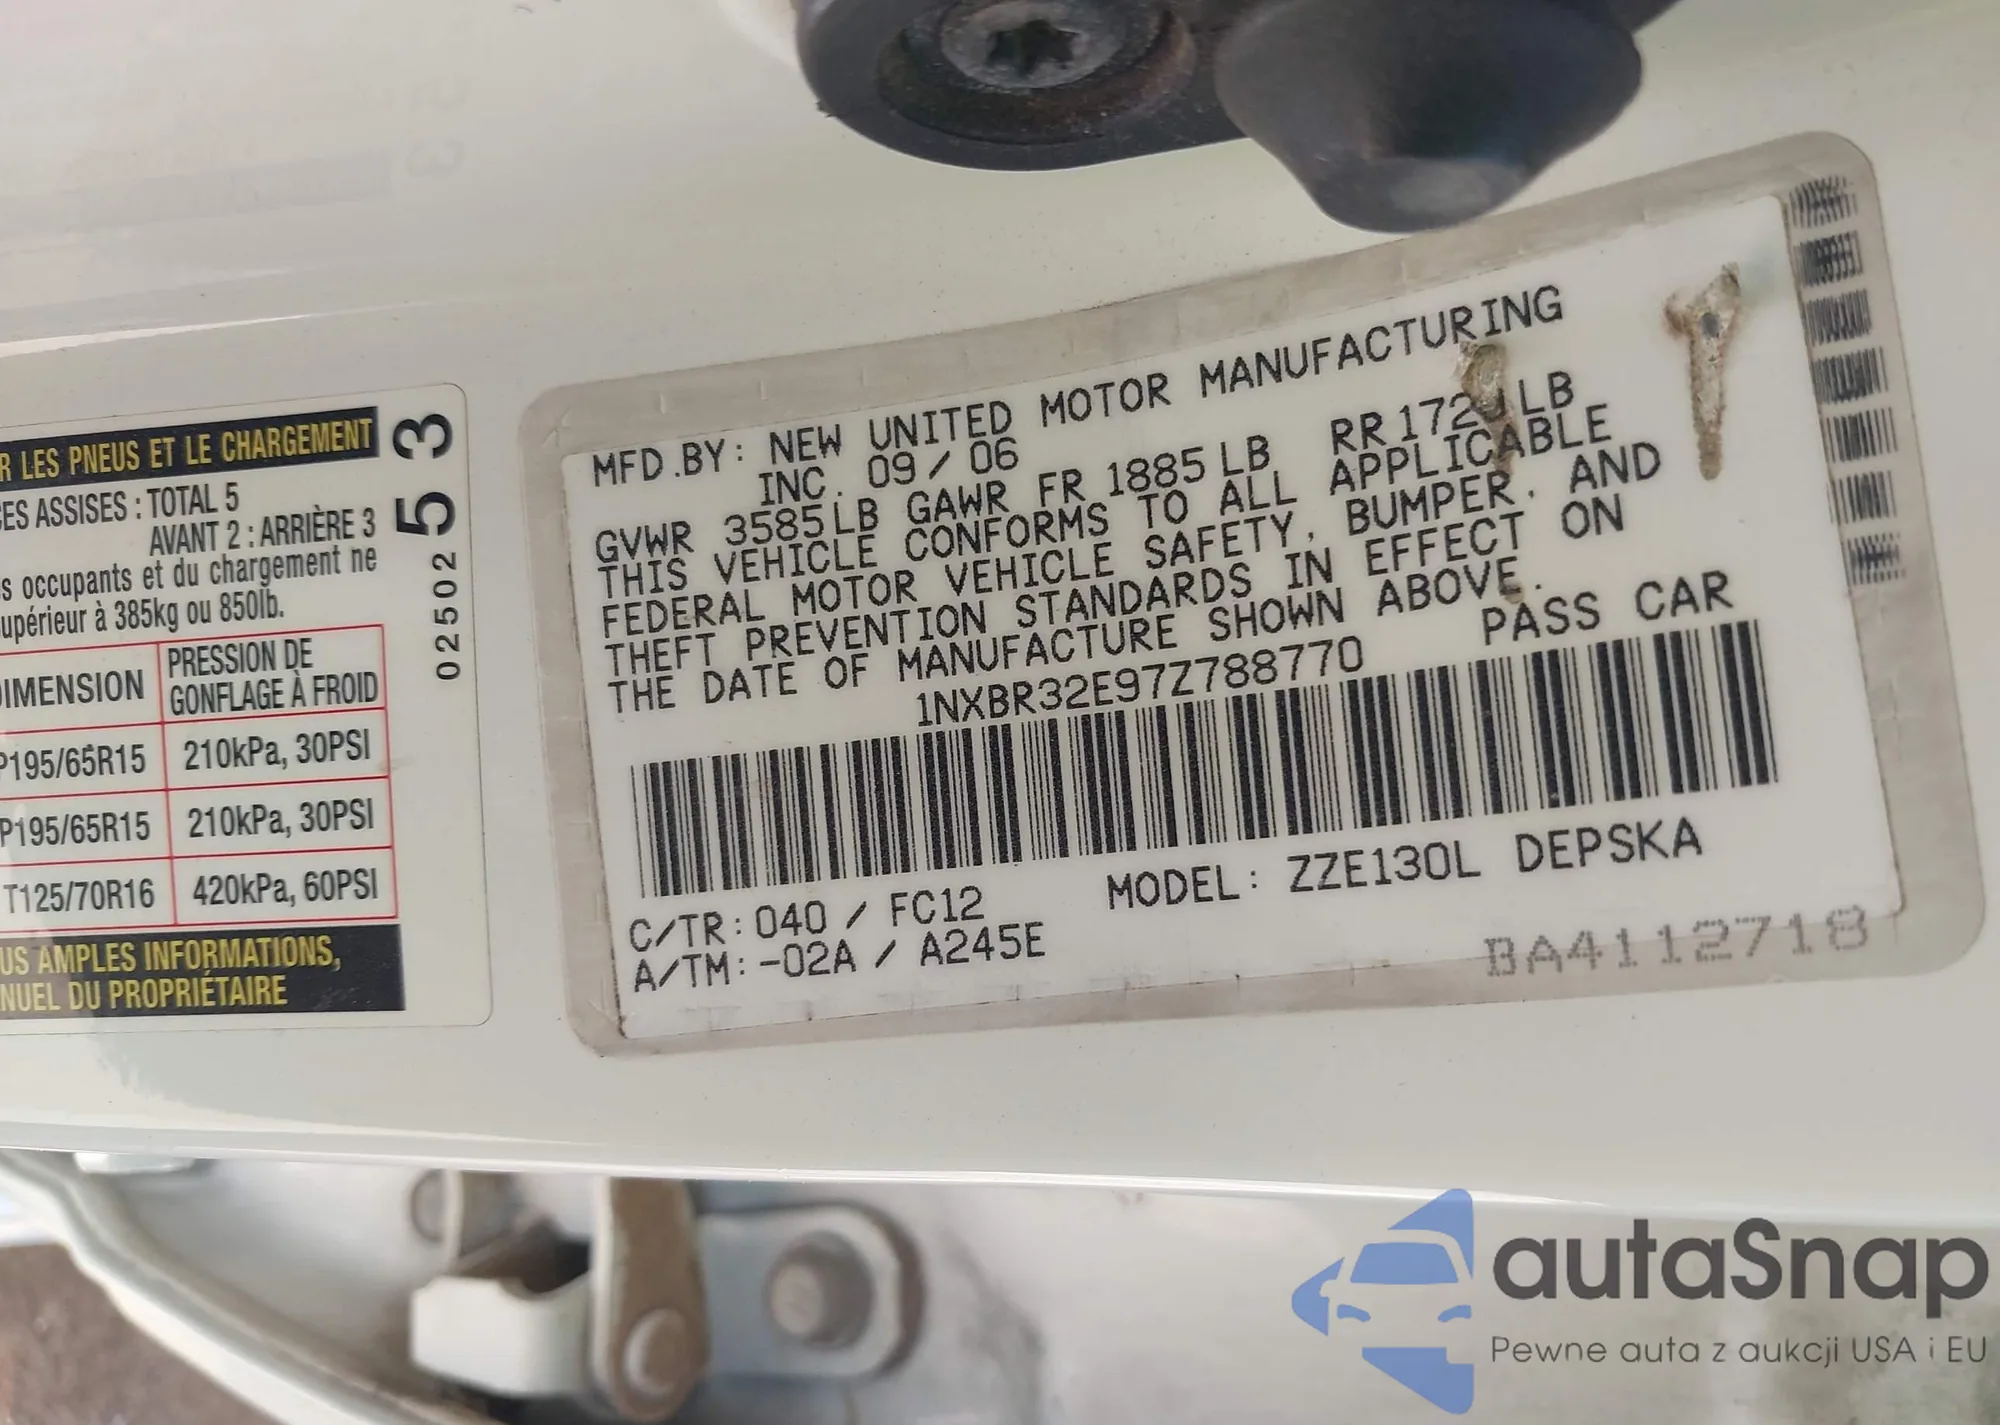 R LES PNEUS ET LE CHARGEMENT
CES ASSISES : TOTAL 5
AVANT 2 : ARRIÈRE 3
s occupants et du chargement ne
upérieur à 385kg ou 850lb.
DIMENSION
PRESSION DE
GONFLAGE À FROID
P195/65R15 210kPa, 30PSI
P195/65R15 210kPa, 30PSI
T125/70R16 420kPa, 60PSI
US AMPLES INFORMATIONS,
NUEL DU PROPRIÉTAIRE
02502 53
MFD.BY: NEW UNITED MOTOR MANUFACTURING
INC. 09/06
GVWR 3585LB GAWR FR 1885LB RR LB
THIS VEHICLE CONFORMS TO ALL APPLICABLE
FEDERAL MOTOR VEHICLE SAFETY, BUMPER, AND
THEFT PREVENTION STANDARDS IN EFFECT ON
THE DATE OF MANUFACTURE SHOWN ABOVE.
1NXBR32E97Z788770 PASS CAR
C/TR: 040 / FC12 MODEL: ZZE130L DEPSKA
A/TM: -02A / A245E
BA4112718
autaSnap
Pewne auta z aukcji USA i EU